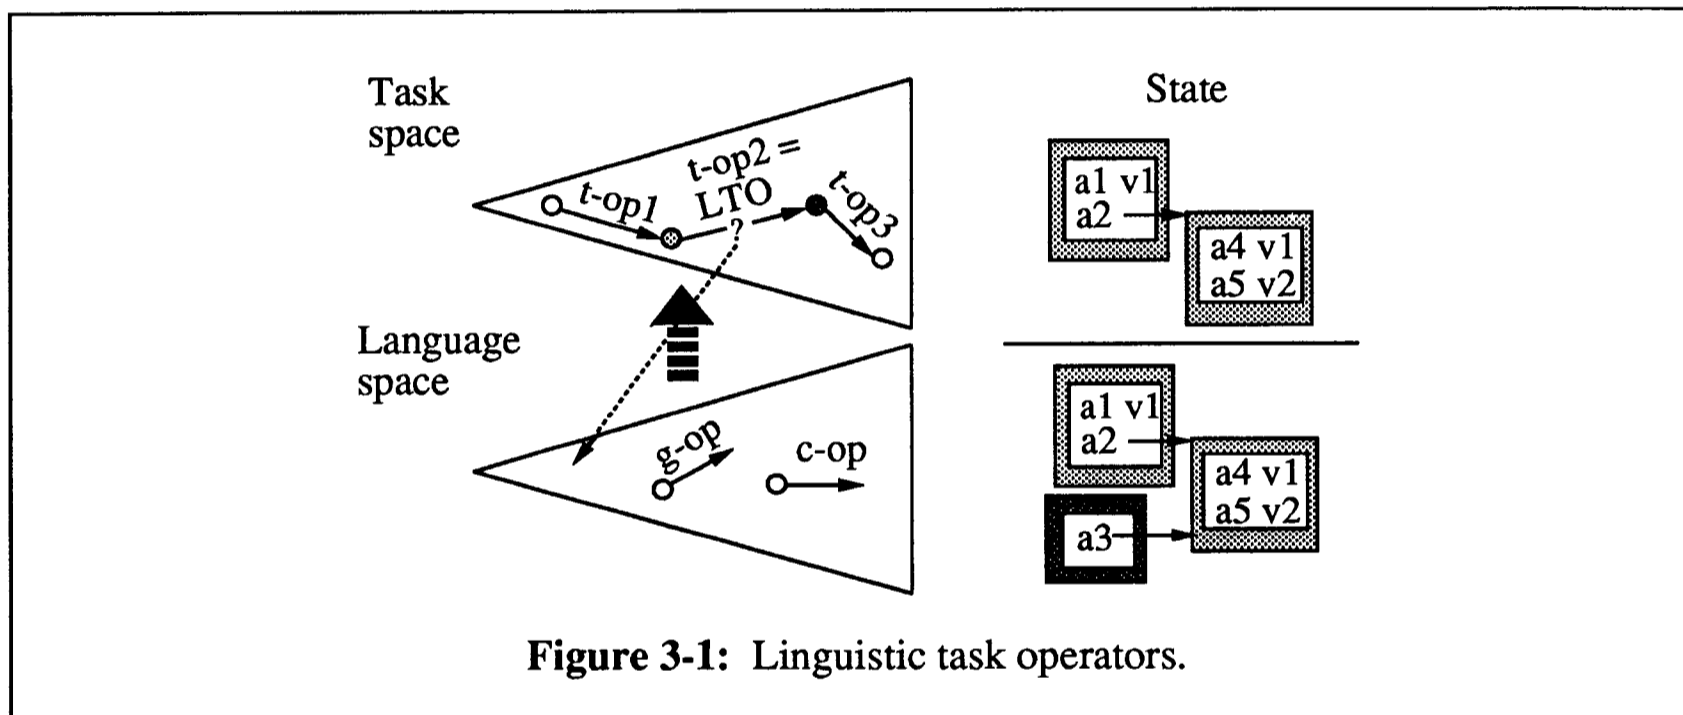 Task
space
t-op1
t-op2 =
LTO
?
t-op3
Language
space
g-op
c-op
State
a1 v1
a2
a4 v1
a5 v2
a1 v1
a2
a4 v1
a5 v2
a3
Figure 3-1: Linguistic task operators.